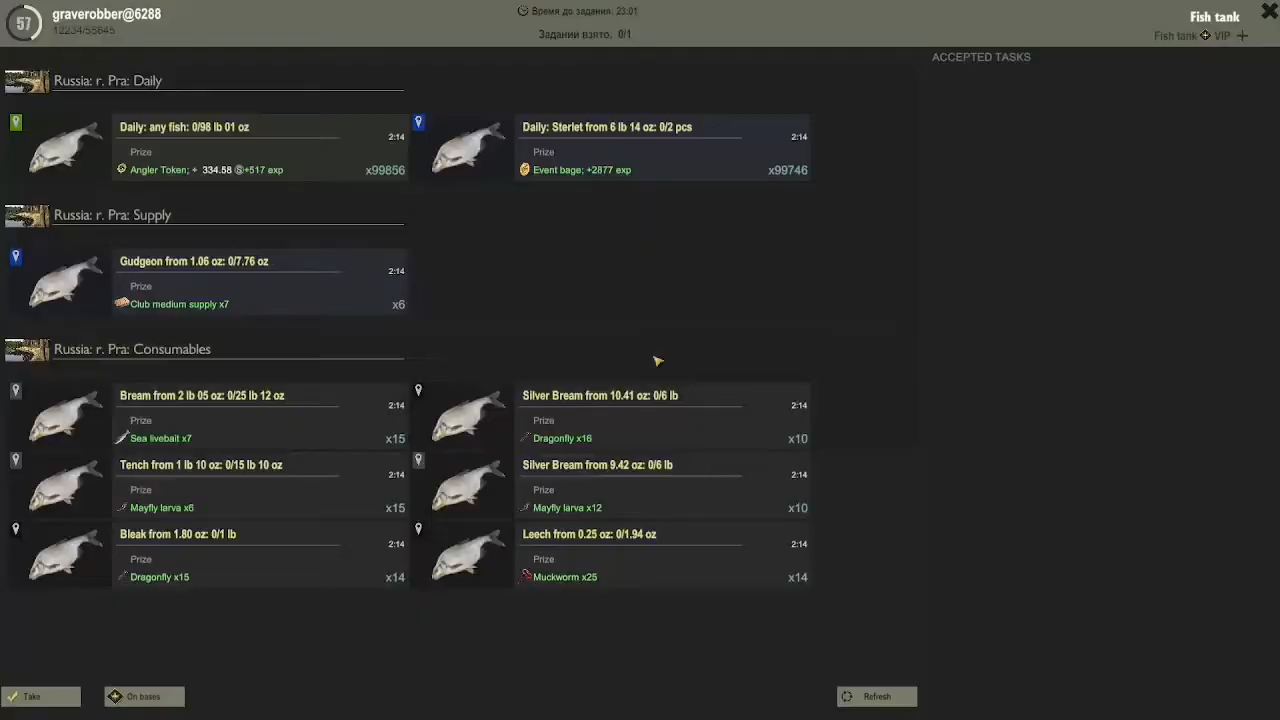 57
graverobber@6288
12234/55845
Время до задания: 23:01
Задании взято. 0/1
Fish tank
Fish tank VIP
ACCEPTED TASKS
Russia: r. Pra: Daily
Daily: any fish: 0/98 lb 01 oz
2:14
Prize
Angler Token; + 334.58 +517 exp
x99856
Daily: Sterlet from 6 lb 14 oz: 0/2 pcs
2:14
Prize
Event bage; +2877 exp
x99746
Russia: r. Pra: Supply
Gudgeon from 1.06 oz: 0/7.76 oz
2:14
Prize
Club medium supply x7
x6
Russia: r. Pra: Consumables
Bream from 2 lb 05 oz: 0/25 lb 12 oz
2:14
Prize
Sea livebait x7
x15
Silver Bream from 10.41 oz: 0/6 lb
2:14
Prize
Dragonfly x16
x10
Tench from 1 lb 10 oz: 0/15 lb 10 oz
2:14
Prize
Mayfly larva x6
x15
Silver Bream from 9.42 oz: 0/6 lb
2:14
Prize
Mayfly larva x12
x10
Bleak from 1.80 oz: 0/1 lb
2:14
Prize
Dragonfly x15
x14
Leech from 0.25 oz: 0/1.94 oz
2:14
Prize
Muckworm x25
x14
Take
On bases
Refresh